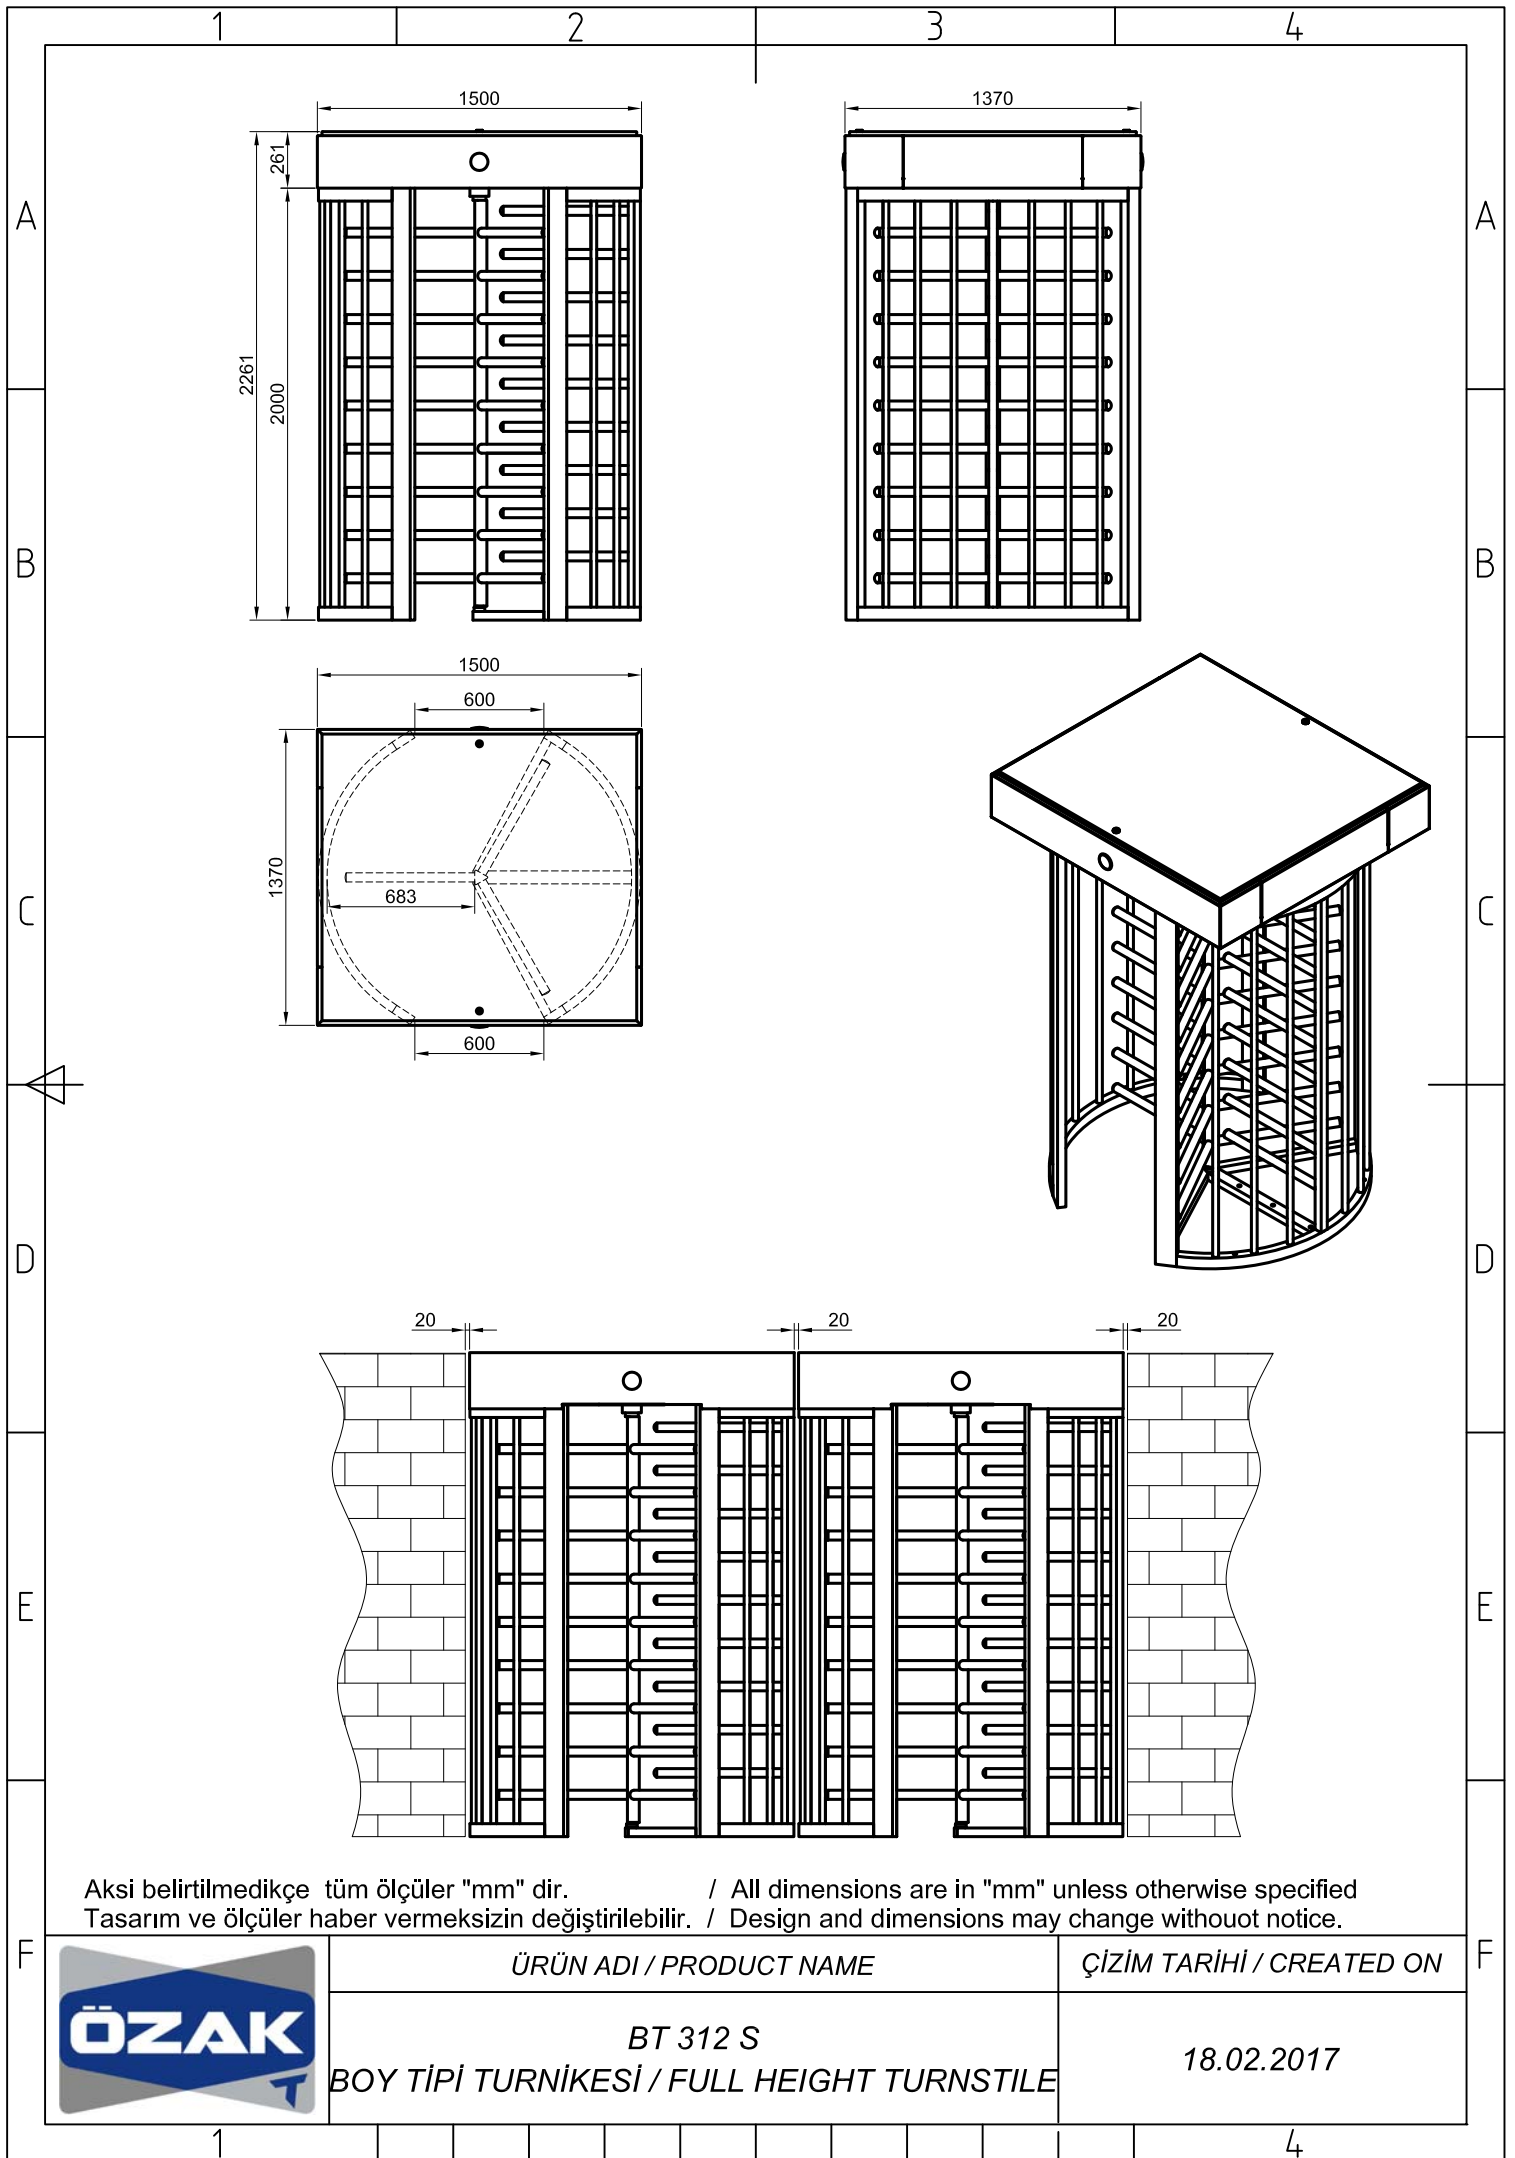 1 2 3 4
1500 1370
261
A A
2261
2000
B B
1500
600
1370
683
C C
600
D D
20 20 20
E E
Aksi belirtilmedikçe tüm ölçüler "mm" dir. / All dimensions are in "mm" unless otherwise specified
Tasarım ve ölçüler haber vermeksizin değiştirilebilir. / Design and dimensions may change withouot notice.
F F
ÖZAK
T
ÜRÜN ADI / PRODUCT NAME
ÇİZİM TARİHİ / CREATED ON
BT 312 S
BOY TİPİ TURNİKESİ / FULL HEIGHT TURNSTILE
18.02.2017
1 4